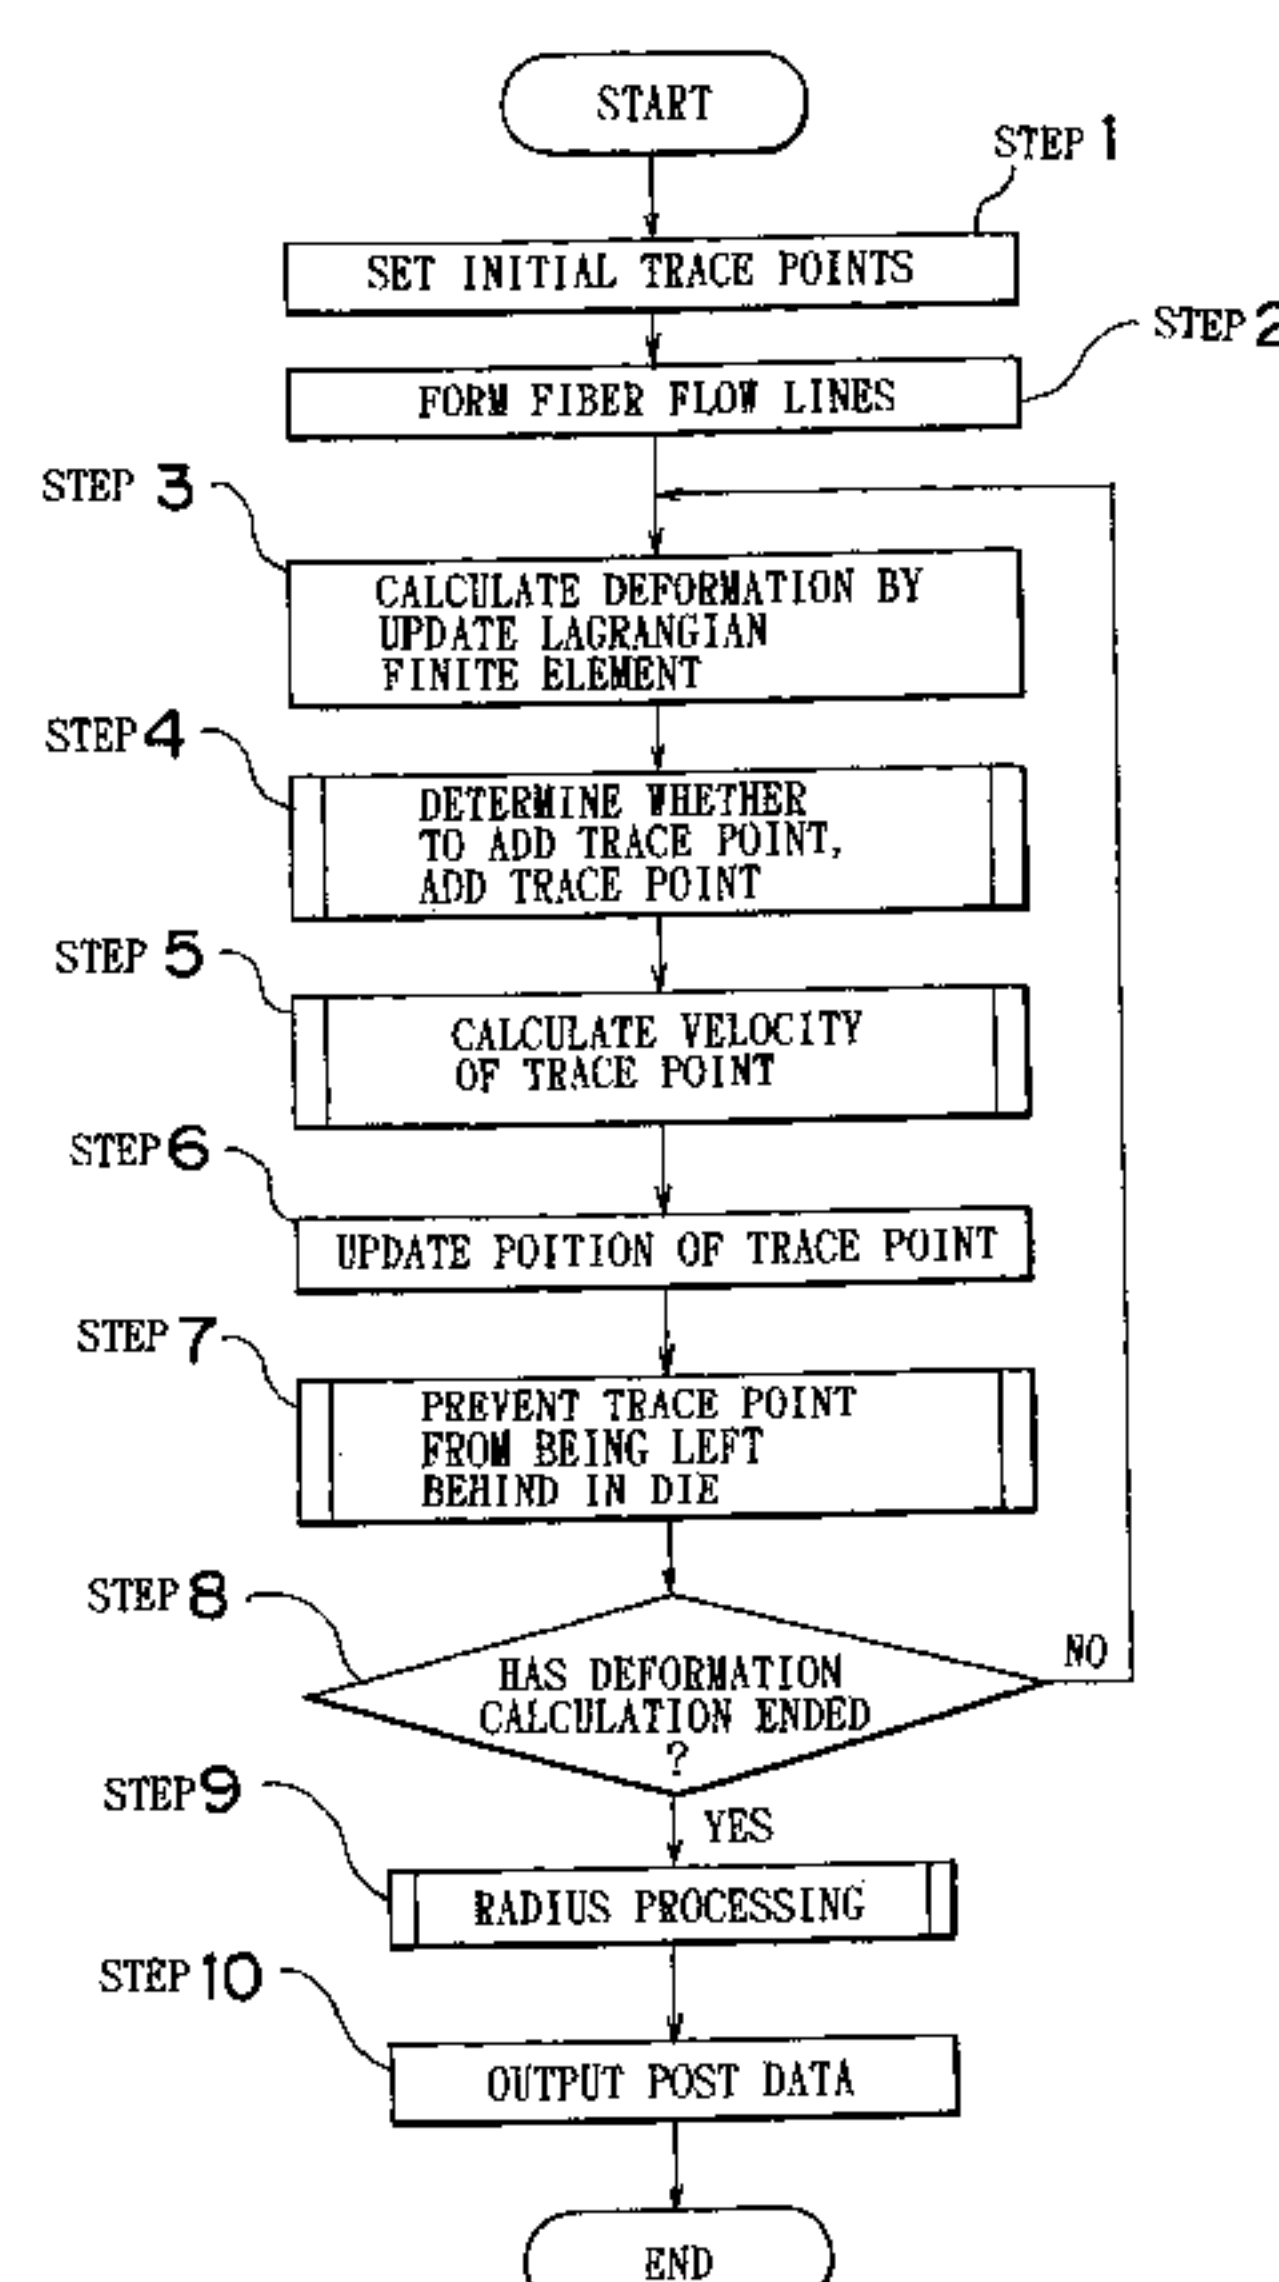 START
STEP 1
SET INITIAL TRACE POINTS
STEP 2
FORM FIBER FLOW LINES
STEP 3
CALCULATE DEFORMATION BY
UPDATE LAGRANGIAN
FINITE ELEMENT
STEP 4
DETERMINE WHETHER
TO ADD TRACE POINT,
ADD TRACE POINT
STEP 5
CALCULATE VELOCITY
OF TRACE POINT
STEP 6
UPDATE POITION OF TRACE POINT
STEP 7
PREVENT TRACE POINT
FROM BEING LEFT
BEHIND IN DIE
STEP 8
HAS DEFORMATION
CALCULATION ENDED
?
NO
YES
STEP 9
RADIUS PROCESSING
STEP 10
OUTPUT POST DATA
END